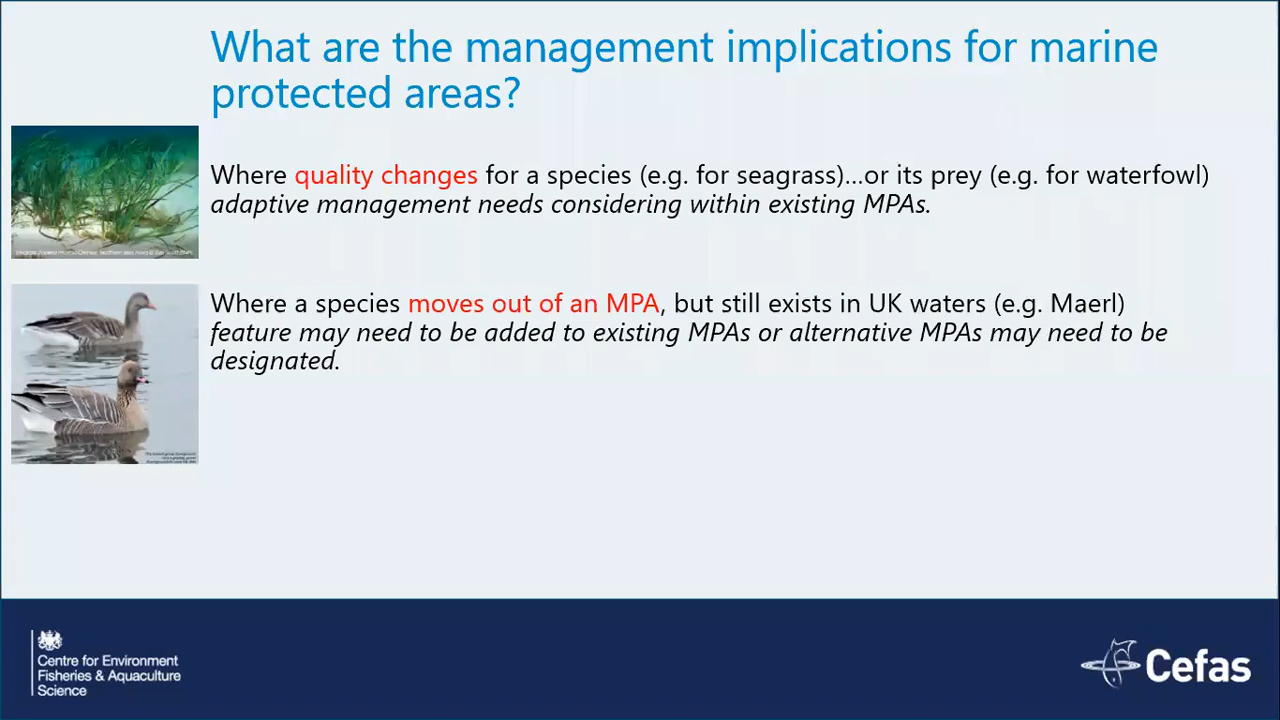 What are the management implications for marine
protected areas?
Where quality changes for a species (e.g. for seagrass)…or its prey (e.g. for waterfowl)
adaptive management needs considering within existing MPAs.
Where a species moves out of an MPA, but still exists in UK waters (e.g. Maerl)
feature may need to be added to existing MPAs or alternative MPAs may need to be
designated.
Centre for Environment
Fisheries & Aquaculture
Science
Cefas